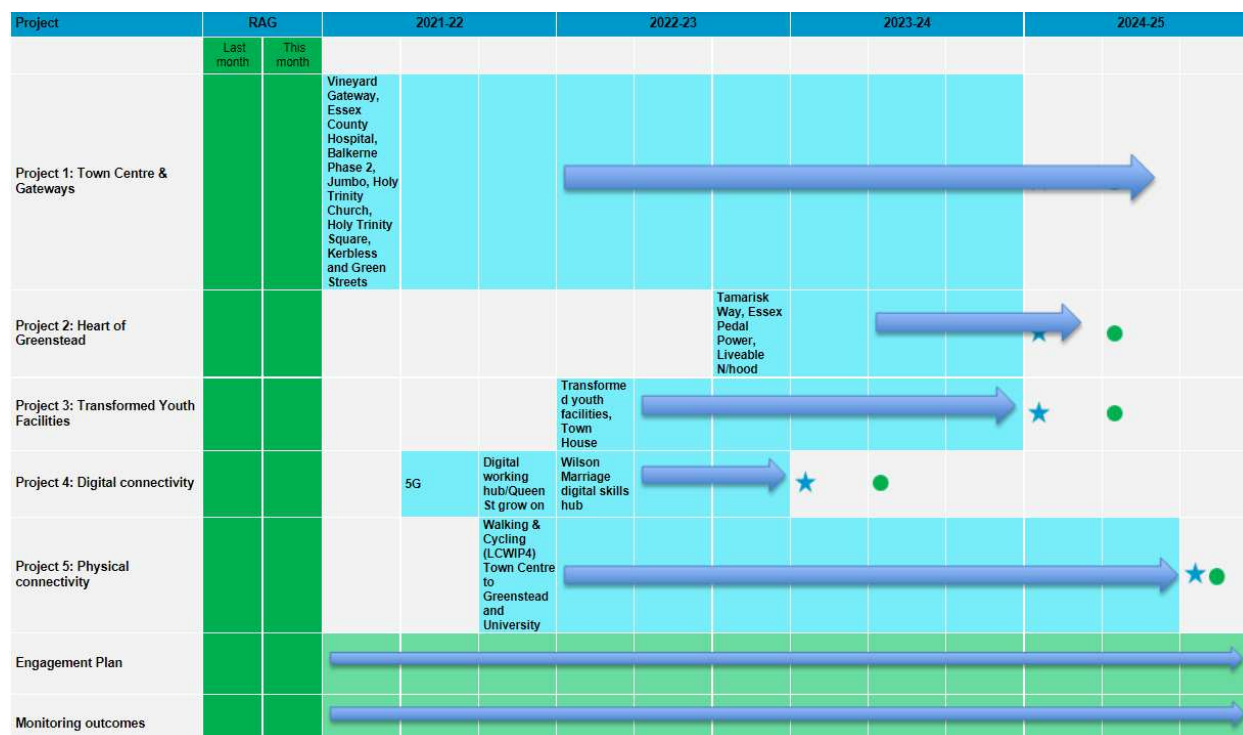 Project RAG 2021-22 2022-23 2023-24 2024-25
Last
month
This
month
Project 1: Town Centre &
Gateways
Vineyard
Gateway,
Essex
County
Hospital,
Balkerne
Phase 2,
Jumbo, Holy
Trinity
Church,
Holy Trinity
Square,
Kerbless
and Green
Streets
Project 2: Heart of
Greenstead
Tamarisk
Way, Essex
Pedal
Power,
Liveable
N/hood
Project 3: Transformed Youth
Facilities
Transforme
d youth
facilities,
Town
House
Project 4: Digital connectivity
5G
Digital
working
hub/Queen
St grow on
Wilson
Marriage
digital skills
hub
Project 5: Physical
connectivity
Walking &
Cycling
(LCWIP4)
Town Centre
to
Greenstead
and
University
Engagement Plan
Monitoring outcomes